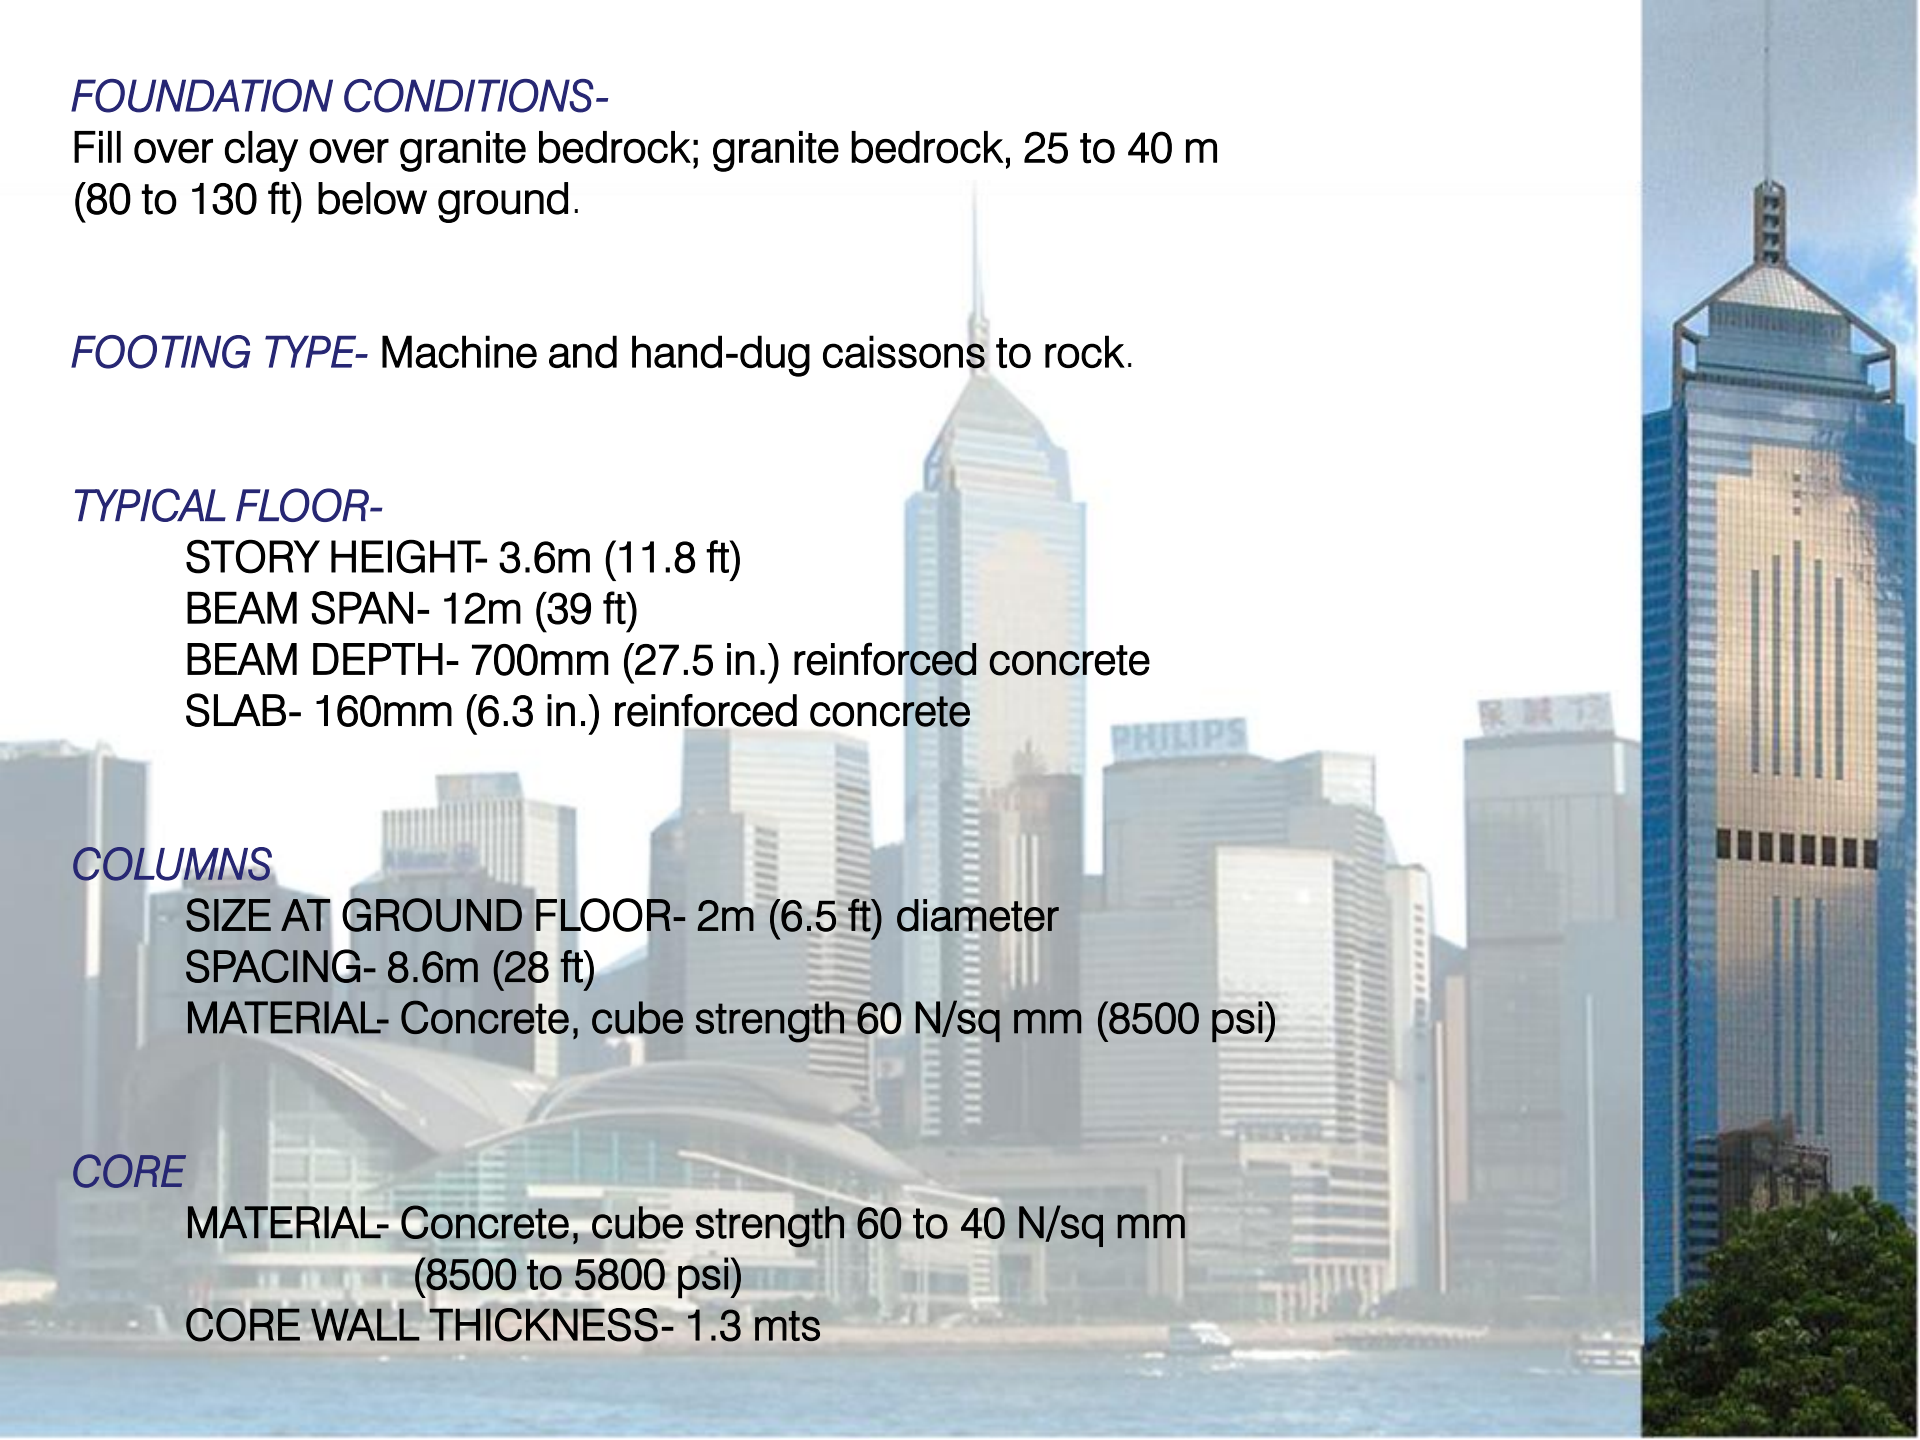 FOUNDATION CONDITIONS-
Fill over clay over granite bedrock; granite bedrock, 25 to 40 m
(80 to 130 ft) below ground.
FOOTING TYPE- Machine and hand-dug caissons to rock.
TYPICAL FLOOR-
STORY HEIGHT- 3.6m (11.8 ft)
BEAM SPAN- 12m (39 ft)
BEAM DEPTH- 700mm (27.5 in.) reinforced concrete
SLAB- 160mm (6.3 in.) reinforced concrete
PHILIPS
COLUMNS
SIZE AT GROUND FLOOR- 2m (6.5 ft) diameter
SPACING- 8.6m (28 ft)
MATERIAL- Concrete, cube strength 60 N/sq mm (8500 psi)
CORE
MATERIAL- Concrete, cube strength 60 to 40 N/sq mm
(8500 to 5800 psi)
CORE WALL THICKNESS- 1.3 mts